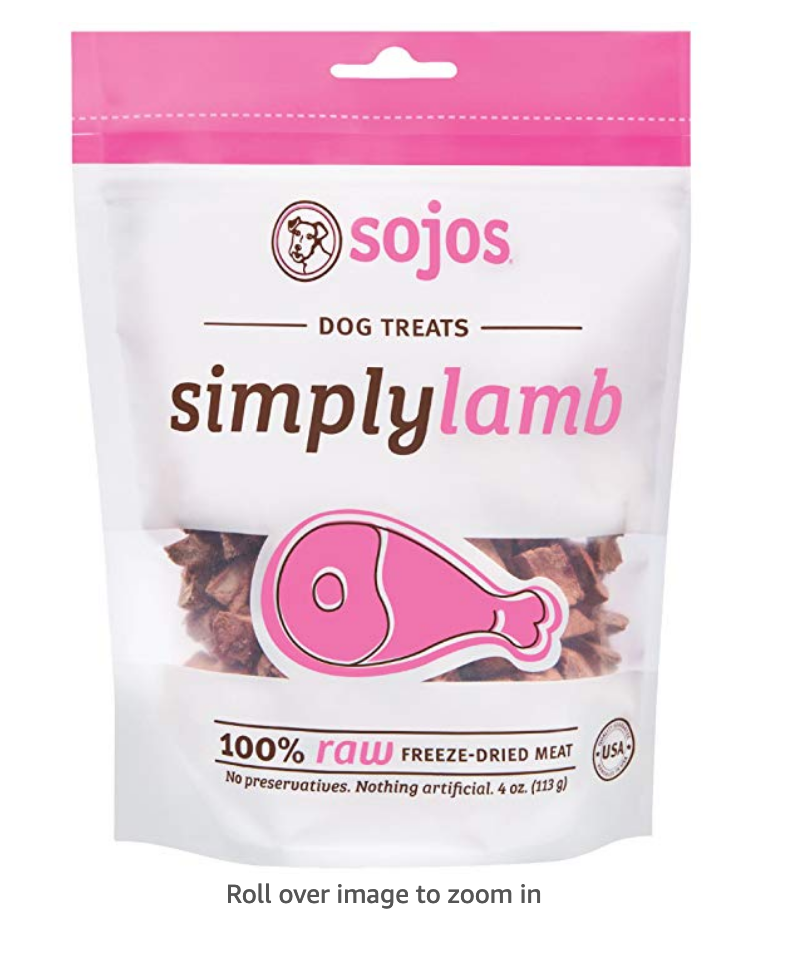 sojos
DOG TREATS
simplylamb
100% raw FREEZE-DRIED MEAT
USA
No preservatives. Nothing artificial. 4 oz. (113 g)
Roll over image to zoom in